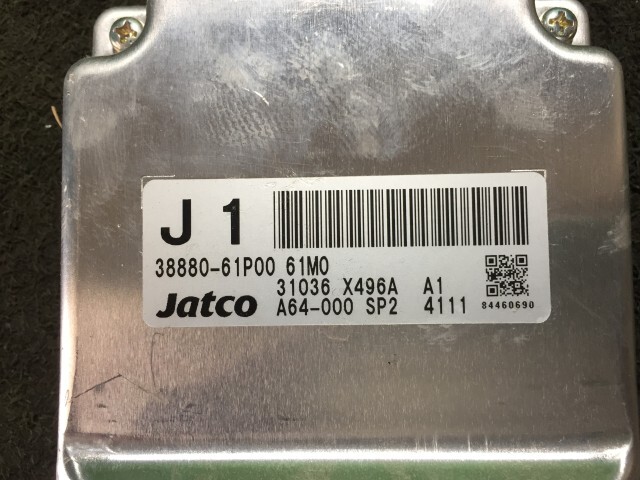 J 1
38880-61P00 61M0
31036 X496A A1
Jatco A64-000 SP2 4111
84460690